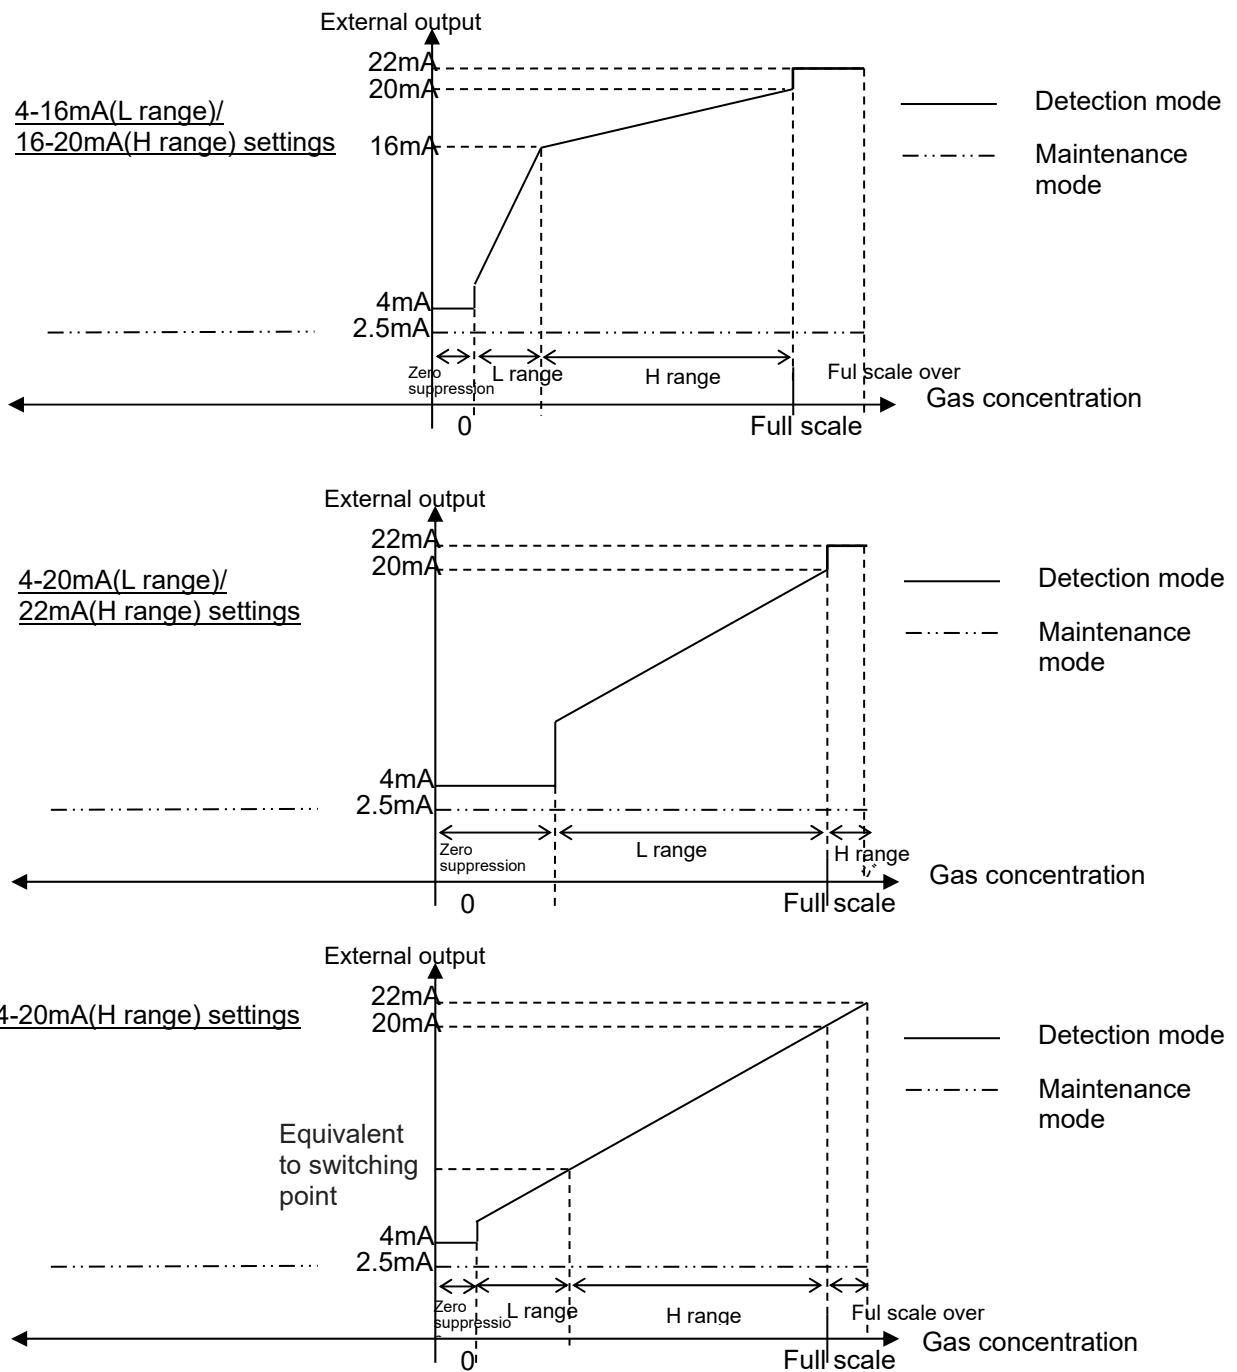 External output
22mA
20mA
4-16mA(L range)/
16-20mA(H range) settings
16mA
Detection mode
Maintenance
mode
4mA
2.5mA
Zero
suppression
L range
H range
Ful scale over
Gas concentration
0
Full scale
External output
22mA
20mA
4-20mA(L range)/
22mA(H range) settings
Detection mode
Maintenance
mode
4mA
2.5mA
Zero
suppression
L range
H range
Gas concentration
0
Full scale
External output
22mA
20mA
4-20mA(H range) settings
Detection mode
Maintenance
mode
Equivalent
to switching
point
4mA
2.5mA
Zero
suppressio
L range
H range
Ful scale over
Gas concentration
0
Full scale